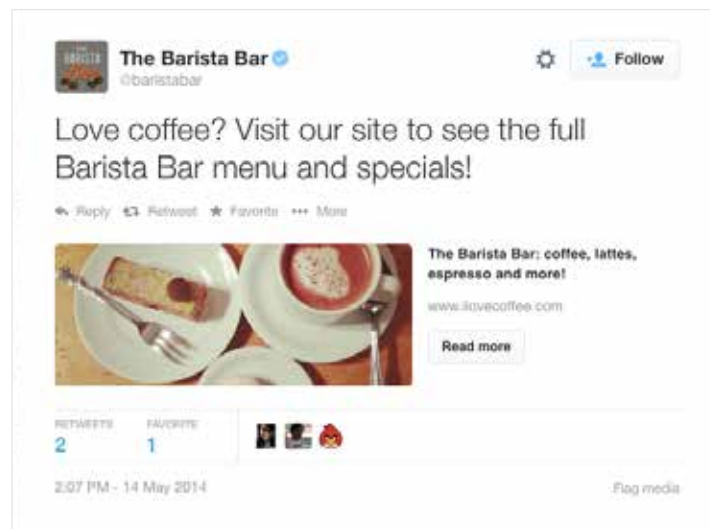 The Barista Bar
@baristabar
Follow
Love coffee? Visit our site to see the full
Barista Bar menu and specials!
Reply Retweet Favorite More
The Barista Bar: coffee, lattes,
espresso and more!
www.ilovecoffee.com
Read more
RETWEETS FAVORITE
2 1
2:07 PM - 14 May 2014
Flag media